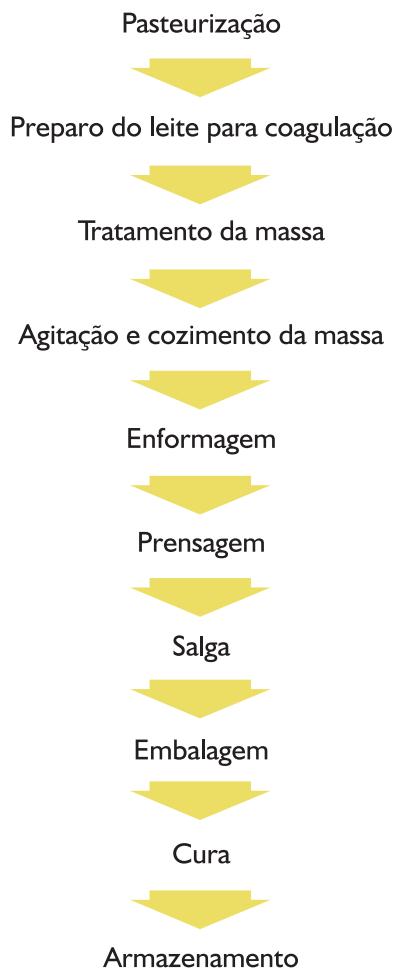 Pasteurização
Preparo do leite para coagulação
Tratamento da massa
Agitação e cozimento da massa
Enformagem
Prensagem
Salga
Embalagem
Cura
Armazenamento